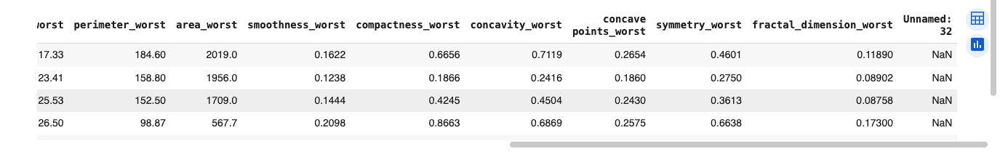 concave Unnamed:
worst perimeter_worst area_worst smoothness_worst compactness_worst concavity_worst points_worst symmetry_worst fractal_dimension_worst 32
17.33 184.60 2019.0 0.1622 0.6656 0.7119 0.2654 0.4601 0.11890 NaN
23.41 158.80 1956.0 0.1238 0.1866 0.2416 0.1860 0.2750 0.08902 NaN
25.53 152.50 1709.0 0.1444 0.4245 0.4504 0.2430 0.3613 0.08758 NaN
26.50 98.87 567.7 0.2098 0.8663 0.6869 0.2575 0.6638 0.17300 NaN